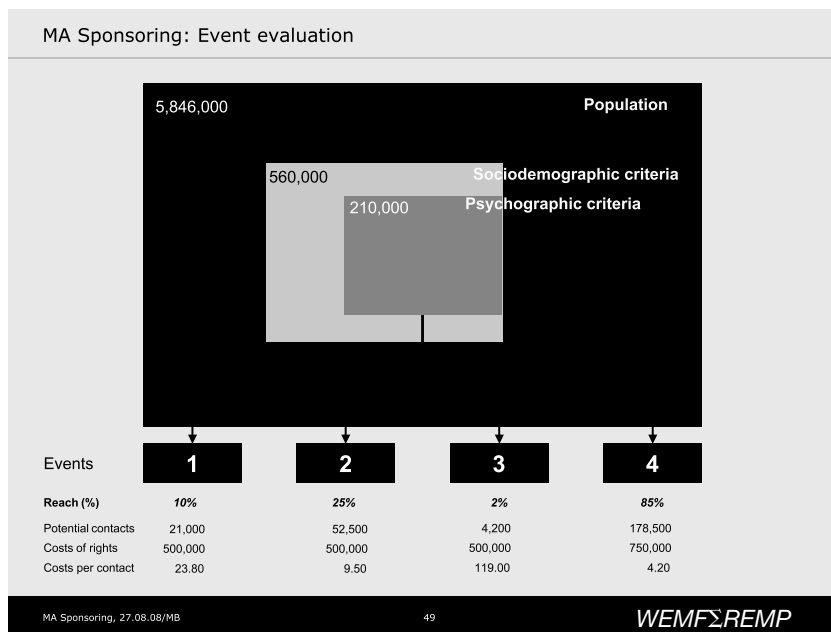 MA Sponsoring: Event evaluation
5,846,000 Population
560,000 Sociodemographic criteria
210,000 Psychographic criteria
Events 1 2 3 4
Reach (%) 10% 25% 2% 85%
Potential contacts 21,000 52,500 4,200 178,500
Costs of rights 500,000 500,000 500,000 750,000
Costs per contact 23.80 9.50 119.00 4.20
MA Sponsoring, 27.08.08/MB 49 WEMFΣREMP